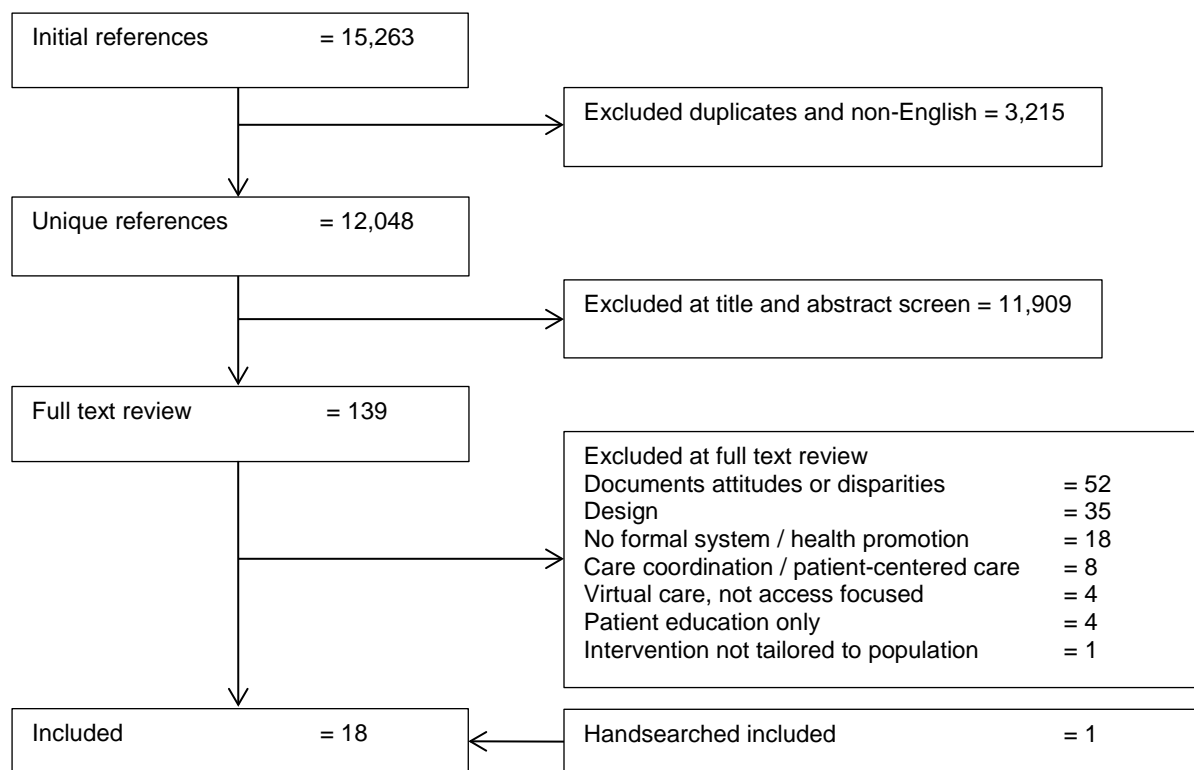 Initial references = 15,263
Excluded duplicates and non-English = 3,215
Unique references = 12,048
Excluded at title and abstract screen = 11,909
Full text review = 139
Excluded at full text review
Documents attitudes or disparities = 52
Design = 35
No formal system / health promotion = 18
Care coordination / patient-centered care = 8
Virtual care, not access focused = 4
Patient education only = 4
Intervention not tailored to population = 1
Included = 18
Handsearched included = 1